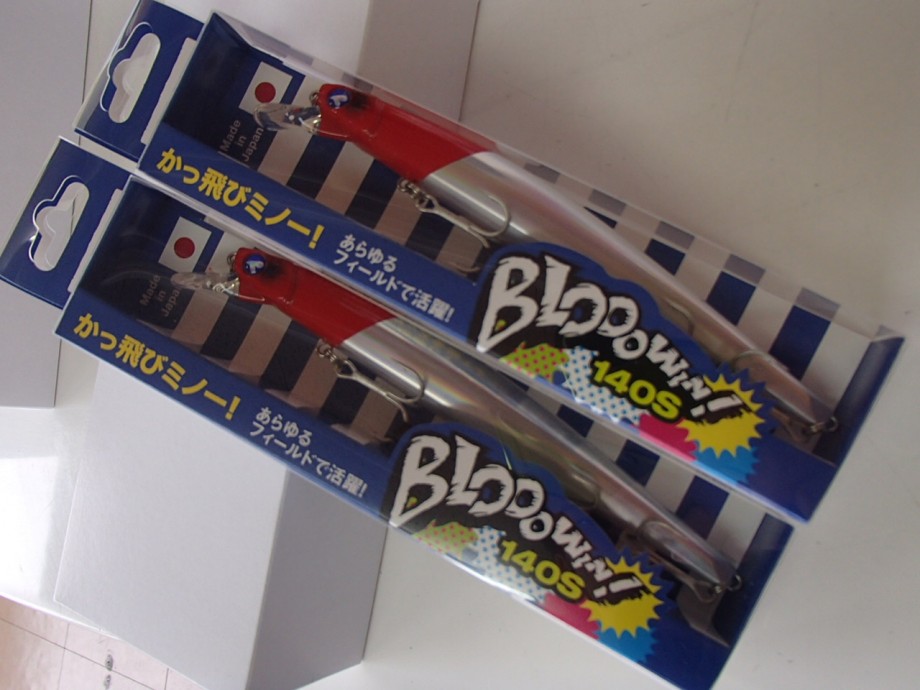 Made
in
Japan
かっ飛びミノー!
あらゆる
フィールドで活躍!
BLOOOWiN!
140S
Made
in
Japan
かっ飛びミノー!
あらゆる
フィールドで活躍!
BLOOOWiN!
140S